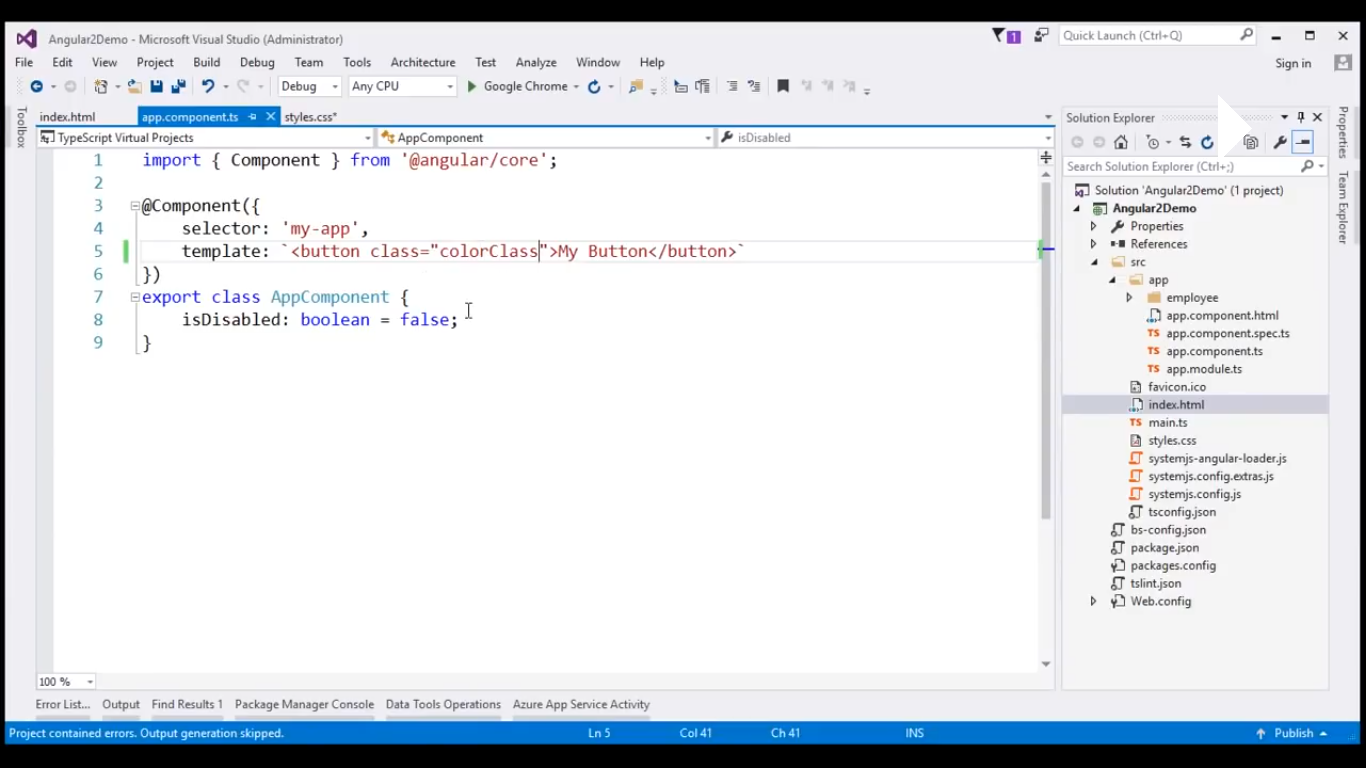 Angular2Demo - Microsoft Visual Studio (Administrator)
1
Quick Launch (Ctrl+Q)
File Edit View Project Build Debug Team Tools Architecture Test Analyze Window Help
Sign in
Debug Any CPU Google Chrome
Toolbox
index.html app.component.ts styles.css*
TypeScript Virtual Projects AppComponent isDisabled
1 import { Component } from '@angular/core';
2
3 @Component({
4 selector: 'my-app',
5 template: `<button class="colorClass">My Button</button>`
6 })
7 export class AppComponent {
8 isDisabled: boolean = false;
9 }
100 %
Solution Explorer
Search Solution Explorer (Ctrl+;)
Solution 'Angular2Demo' (1 project)
Angular2Demo
Properties
References
src
app
employee
app.component.html
app.component.spec.ts
app.component.ts
app.module.ts
favicon.ico
index.html
main.ts
styles.css
systemjs-angular-loader.js
systemjs.config.extras.js
systemjs.config.js
tsconfig.json
bs-config.json
package.json
packages.config
tslint.json
Web.config
Properties
Team Explorer
Error List... Output Find Results 1 Package Manager Console Data Tools Operations Azure App Service Activity
Project contained errors. Output generation skipped. Ln 5 Col 41 Ch 41 INS Publish